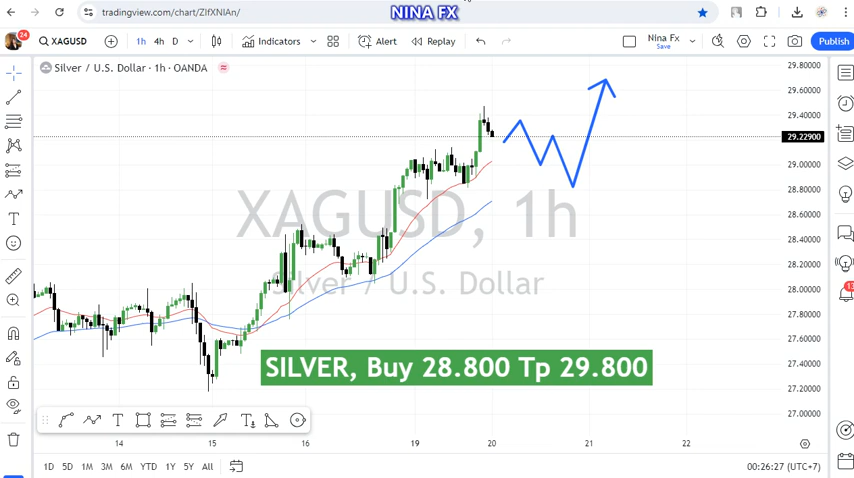 NINA FX
tradingview.com/chart/ZIfXNIAn/
24
XAGUSD
1h 4h D
Indicators
Alert
Replay
Nina Fx
Save
Publish
Silver / U.S. Dollar · 1h · OANDA
29.80000
29.60000
29.40000
29.22900
29.00000
28.80000
28.60000
28.40000
28.20000
28.00000
27.80000
27.60000
27.40000
27.20000
27.00000
XAGUSD, 1h
Silver / U.S. Dollar
SILVER, Buy 28.800 Tp 29.800
14 15 16 19 20 21 22
1D 5D 1M 3M 6M YTD 1Y 5Y All
00:26:27 (UTC+7)